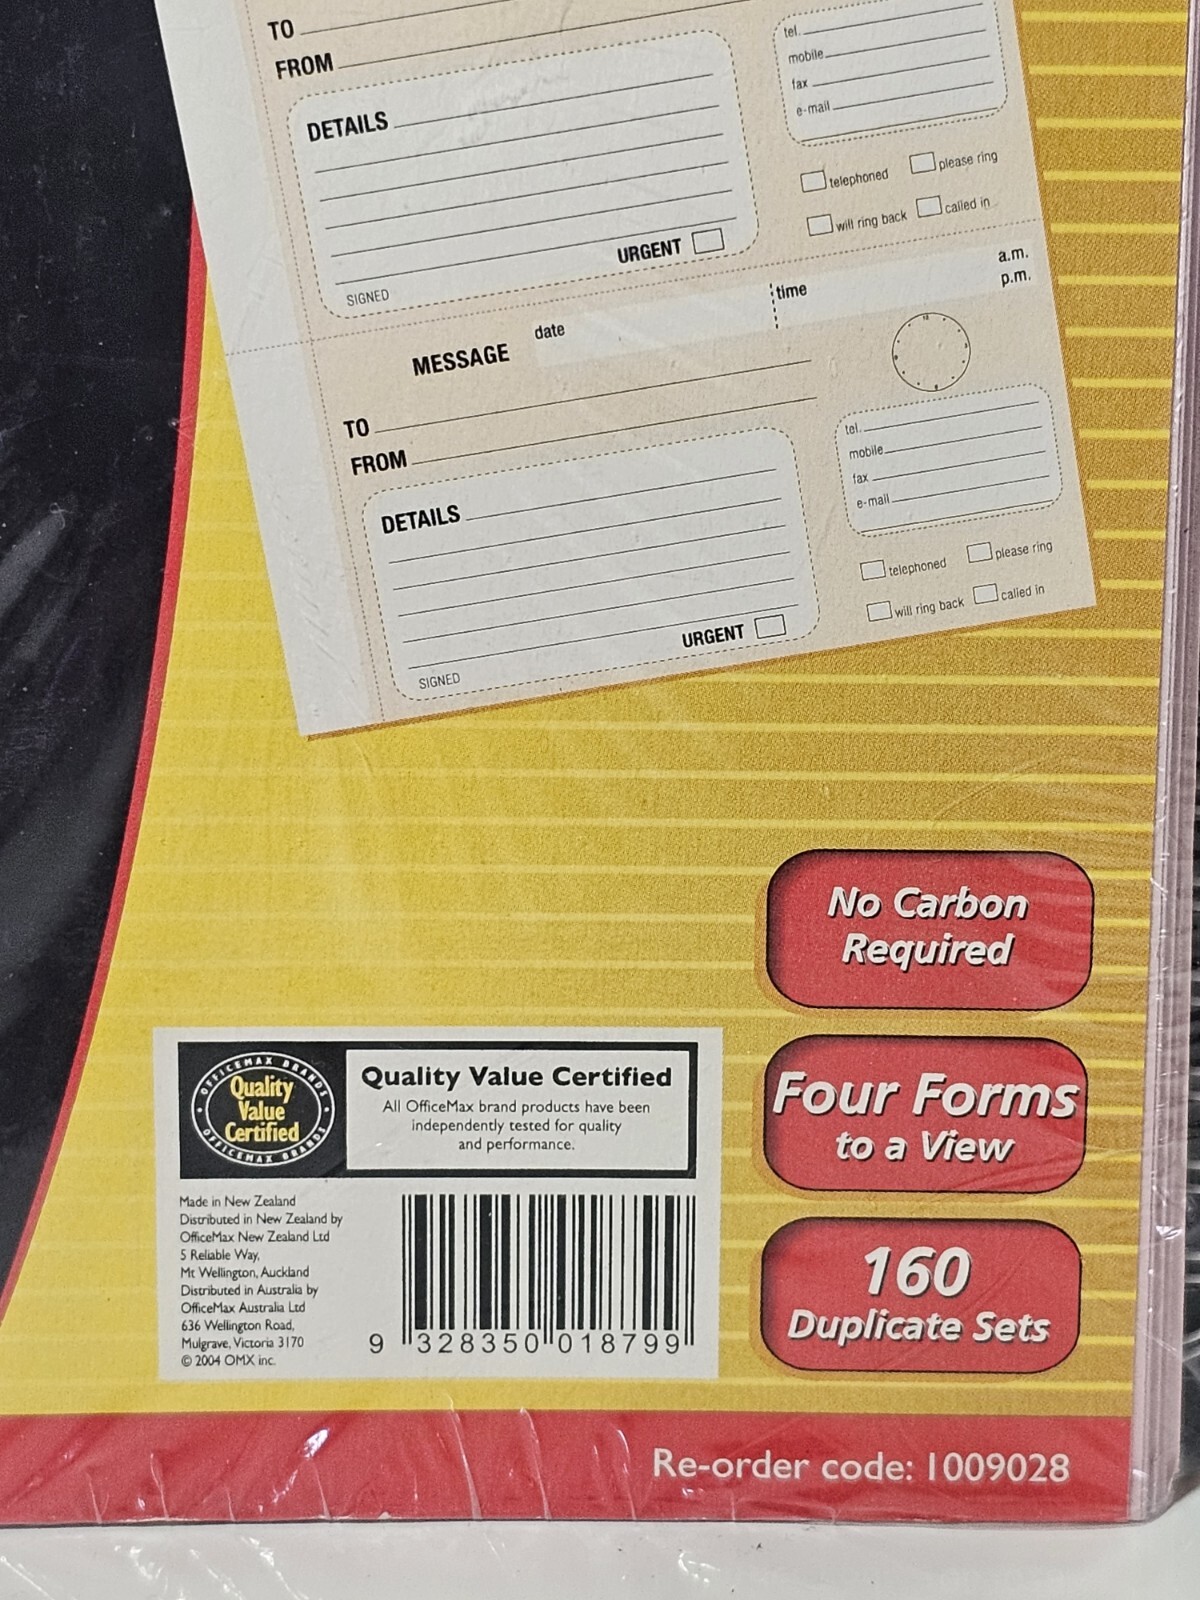 TO
FROM
DETAILS
tel.
mobile
fax
e-mail
telephoned
please ring
will ring back
called in
URGENT
SIGNED
MESSAGE
date
time
a.m.
p.m.
12
TO
FROM
DETAILS
tel.
mobile
fax
e-mail
telephoned
please ring
will ring back
called in
URGENT
SIGNED
No Carbon
Required
Four Forms
to a View
160
Duplicate Sets
OFFICEMAX BRANDS
Quality
Value
Certified
OFFICEMAX BRANDS
Quality Value Certified
All OfficeMax brand products have been
independently tested for quality
and performance.
Made in New Zealand
Distributed in New Zealand by
OfficeMax New Zealand Ltd
5 Reliable Way,
Mt Wellington, Auckland
Distributed in Australia by
OfficeMax Australia Ltd
636 Wellington Road,
Mulgrave, Victoria 3170
© 2004 OMX inc.
9 328350 018799
Re-order code: 1009028